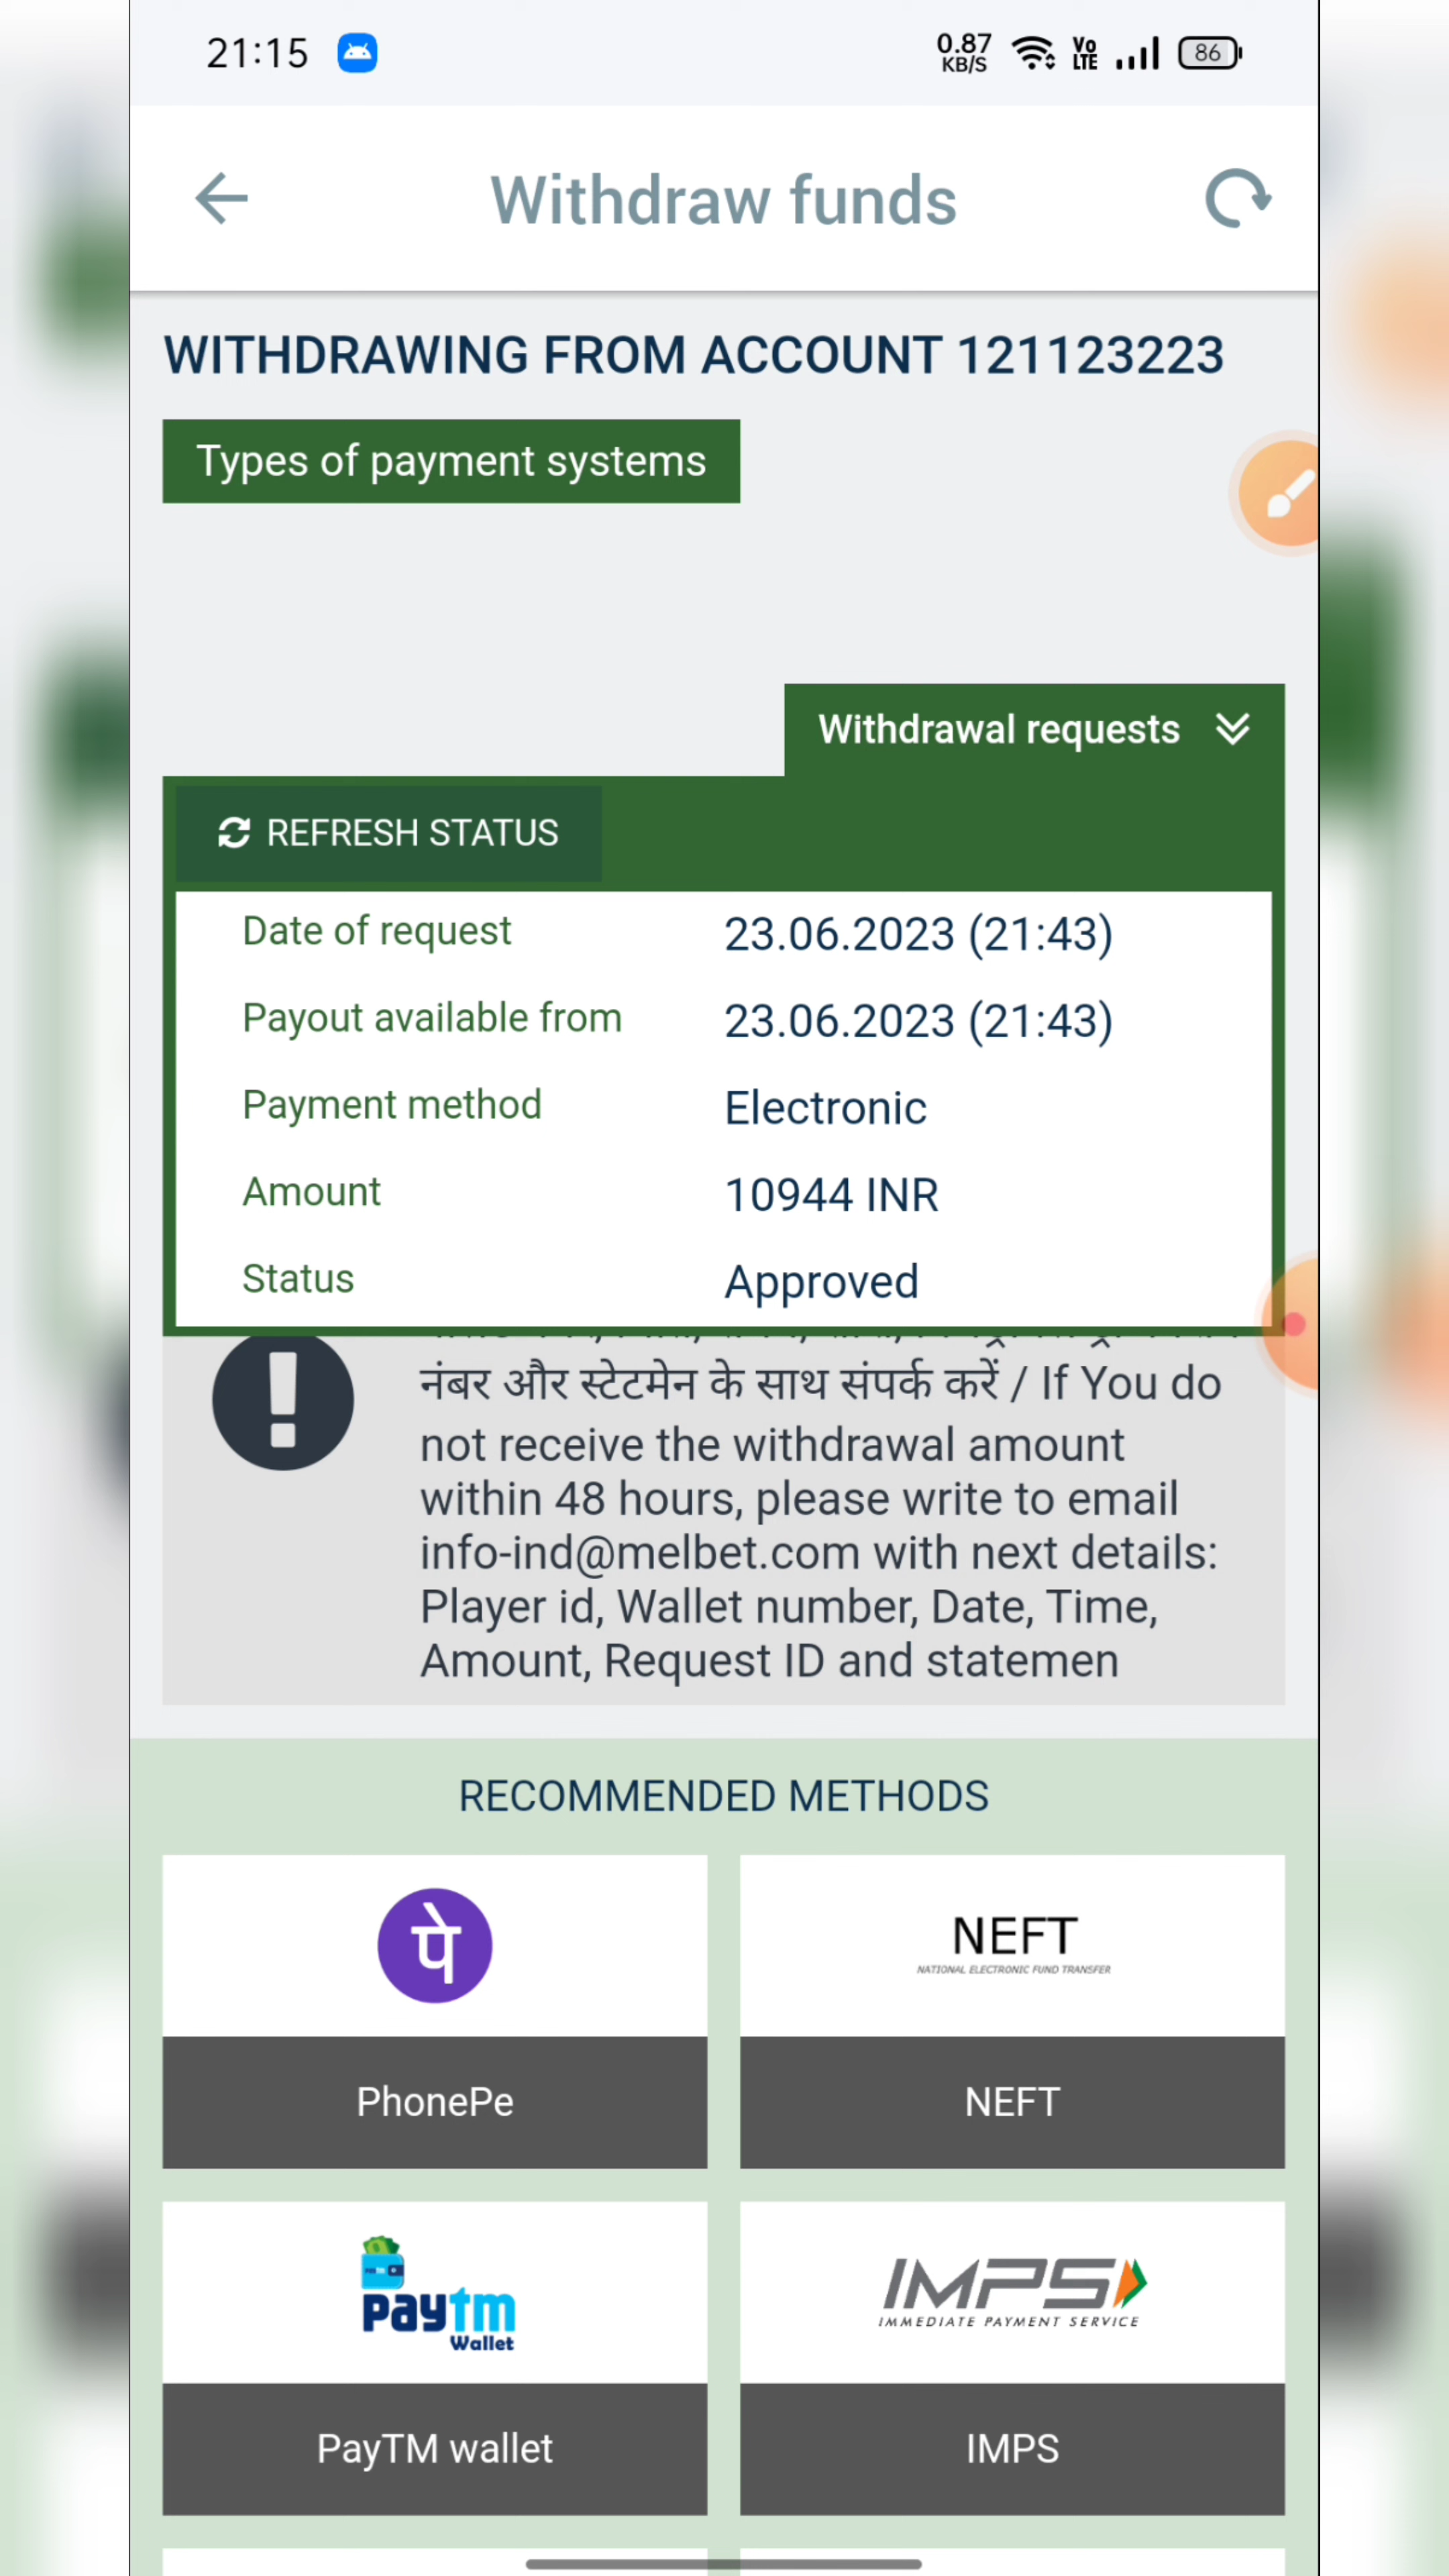 21:15
0.87
KB/S
Vo
LTE
86
Withdraw funds
WITHDRAWING FROM ACCOUNT 121123223
Types of payment systems
Withdrawal requests
REFRESH STATUS
Date of request 23.06.2023 (21:43)
Payout available from 23.06.2023 (21:43)
Payment method Electronic
Amount 10944 INR
Status Approved
नंबर और स्टेटमेन के साथ संपर्क करें / If You do
not receive the withdrawal amount
within 48 hours, please write to email
info-ind@melbet.com with next details:
Player id, Wallet number, Date, Time,
Amount, Request ID and statemen
RECOMMENDED METHODS
पे
NEFT
NATIONAL ELECTRONIC FUND TRANSFER
PhonePe
NEFT
paytm
Wallet
IMPS
IMMEDIATE PAYMENT SERVICE
PayTM wallet
IMPS